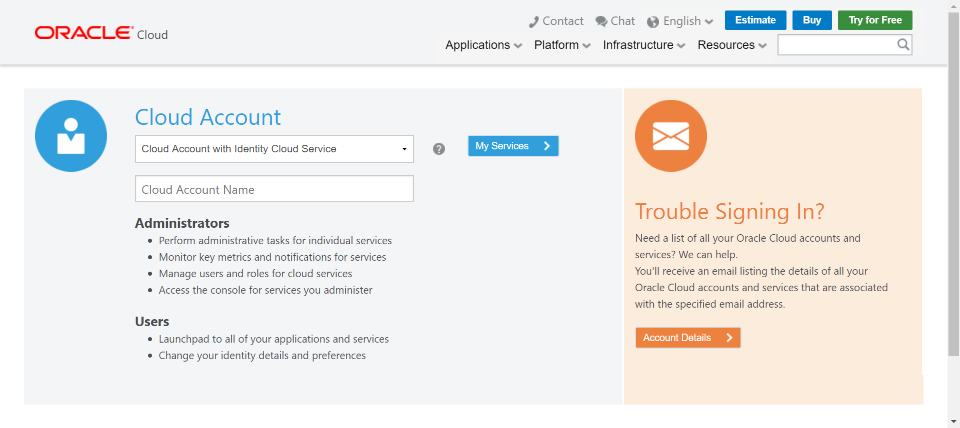 ORACLE Cloud
Contact Chat English Estimate Buy Try for Free
Applications Platform Infrastructure Resources
Cloud Account
Cloud Account with Identity Cloud Service
?
My Services
Cloud Account Name
Administrators
• Perform administrative tasks for individual services
• Monitor key metrics and notifications for services
• Manage users and roles for cloud services
• Access the console for services you administer
Users
• Launchpad to all of your applications and services
• Change your identity details and preferences
Trouble Signing In?
Need a list of all your Oracle Cloud accounts and
services? We can help.
You'll receive an email listing the details of all your
Oracle Cloud accounts and services that are associated
with the specified email address.
Account Details